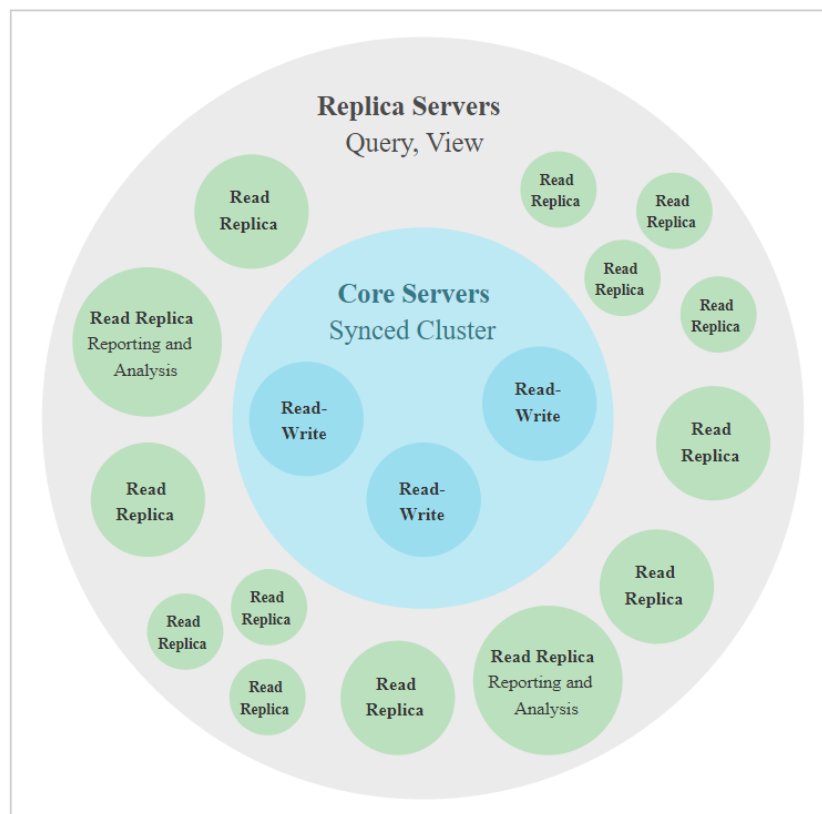 Replica Servers
Query, View
Read
Replica
Read
Replica
Read
Replica
Read
Replica
Read
Replica
Core Servers
Synced Cluster
Read Replica
Reporting and
Analysis
Read-
Write
Read-
Write
Read-
Write
Read
Replica
Read
Replica
Read
Replica
Read
Replica
Read
Replica
Read
Replica
Read
Replica
Read Replica
Reporting and
Analysis